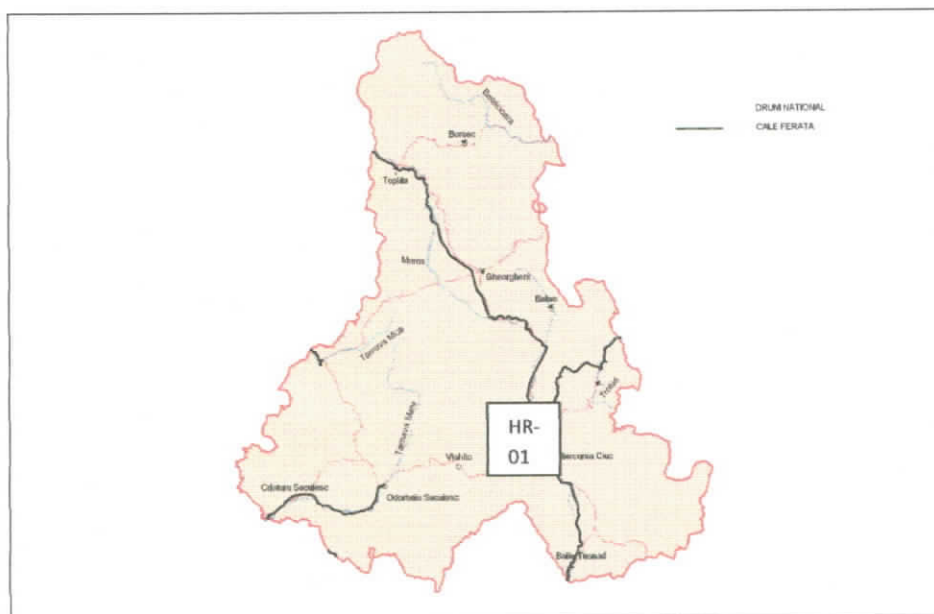 DRUM NATIONAL
CALE FERATA
Borsec
Toplita
Mures
Gheorgheni
Balan
Tarnava Mica
Trotus
Tarnava Mare
HR-
01
Vlahita
Miercurea Ciuc
Cristuru Secuiesc
Odorheiu Secuiesc
Baile Tusnad